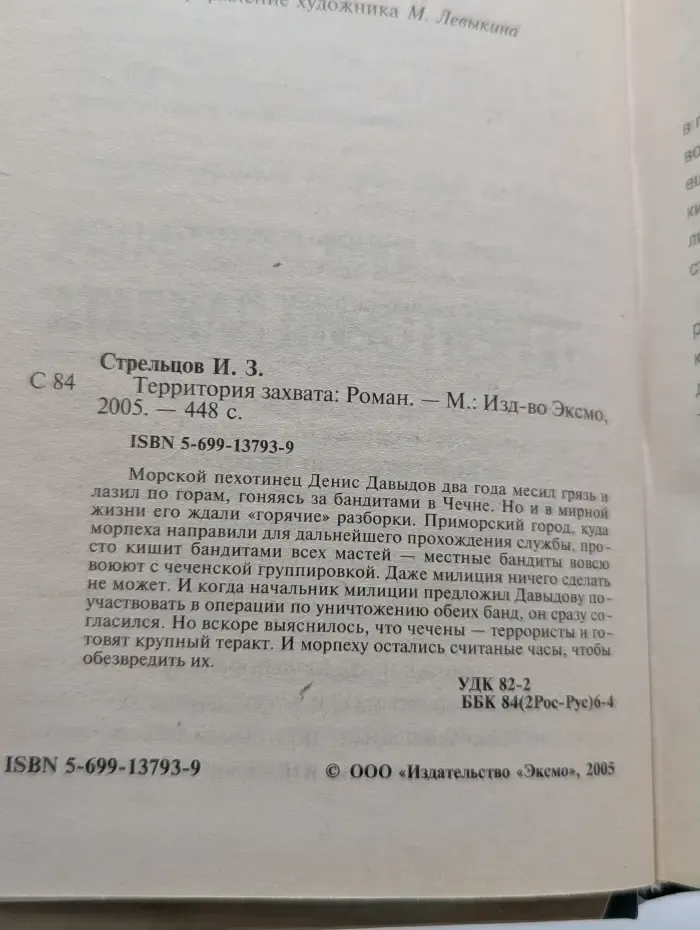 художника М. Левыкина
Стрельцов И. З.
С 84
Территория захвата: Роман. — М.: Изд-во Эксмо,
2005. — 448 с.
ISBN 5-699-13793-9
Морской пехотинец Денис Давыдов два года месил грязь и
лазил по горам, гоняясь за бандитами в Чечне. Но и в мирной
жизни его ждали «горячие» разборки. Приморский город, куда
морпеха направили для дальнейшего прохождения службы, про-
сто кишит бандитами всех мастей — местные бандиты вовсю
воюют с чеченской группировкой. Даже милиция ничего сделать
не может. И когда начальник милиции предложил Давыдову по-
участвовать в операции по уничтожению обеих банд, он сразу со-
гласился. Но вскоре выяснилось, что чечены — террористы и го-
товят крупный теракт. И морпеху остались считаные часы, чтобы
обезвредить их.
УДК 82-2
ББК 84(2Рос-Рус)6-4
ISBN 5-699-13793-9
© ООО «Издательство «Эксмо», 2005